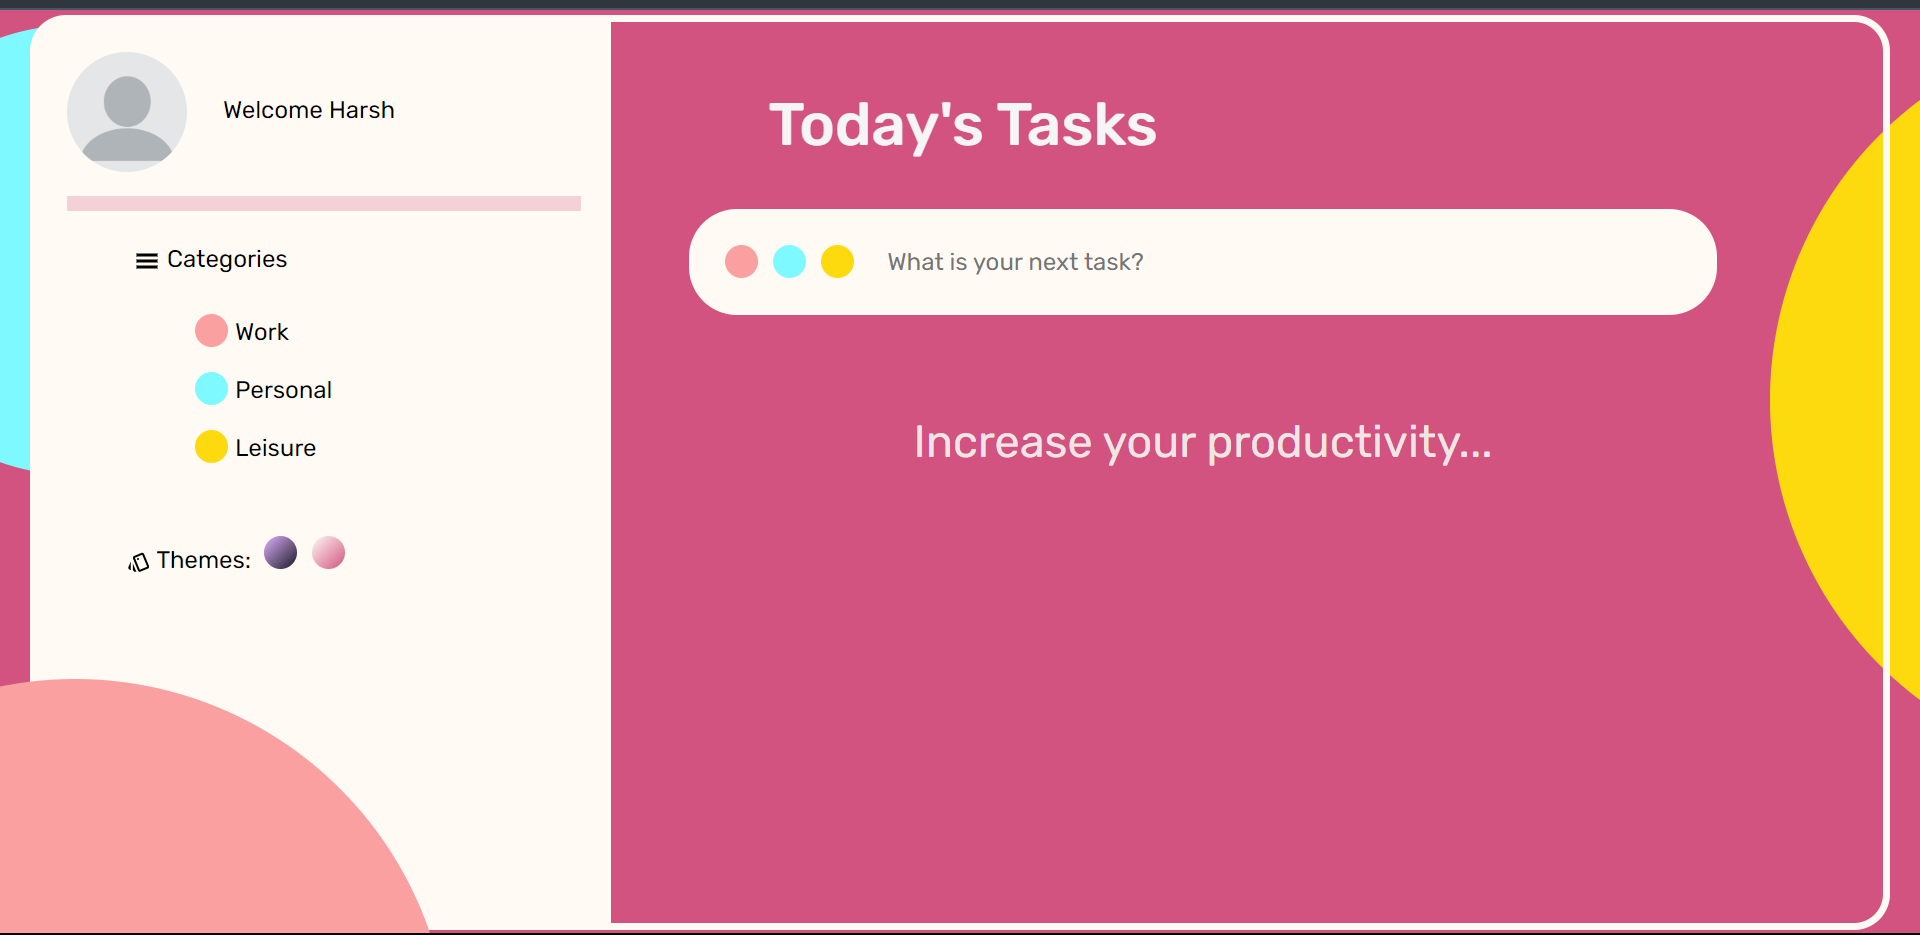 Welcome Harsh
Categories
Work
Personal
Leisure
Themes:
Today's Tasks
What is your next task?
Increase your productivity...